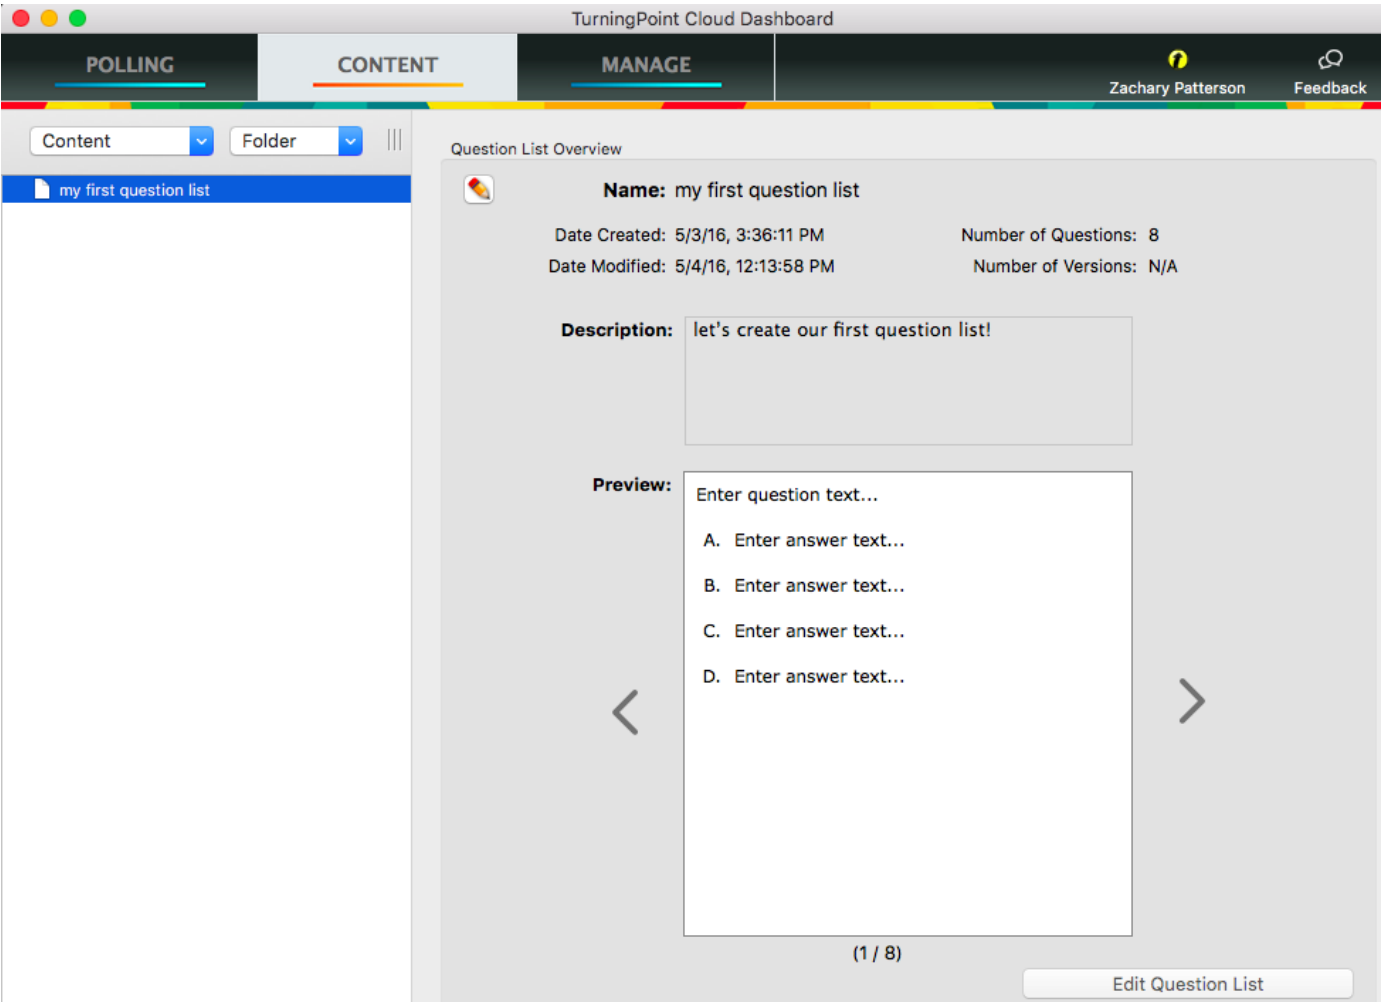 TurningPoint Cloud Dashboard
POLLING
CONTENT
MANAGE
Zachary Patterson
Feedback
Content
Folder
my first question list
Question List Overview
Name: my first question list
Date Created: 5/3/16, 3:36:11 PM
Number of Questions: 8
Date Modified: 5/4/16, 12:13:58 PM
Number of Versions: N/A
Description: let's create our first question list!
Preview:
Enter question text...
A. Enter answer text...
B. Enter answer text...
C. Enter answer text...
D. Enter answer text...
(1 / 8)
Edit Question List